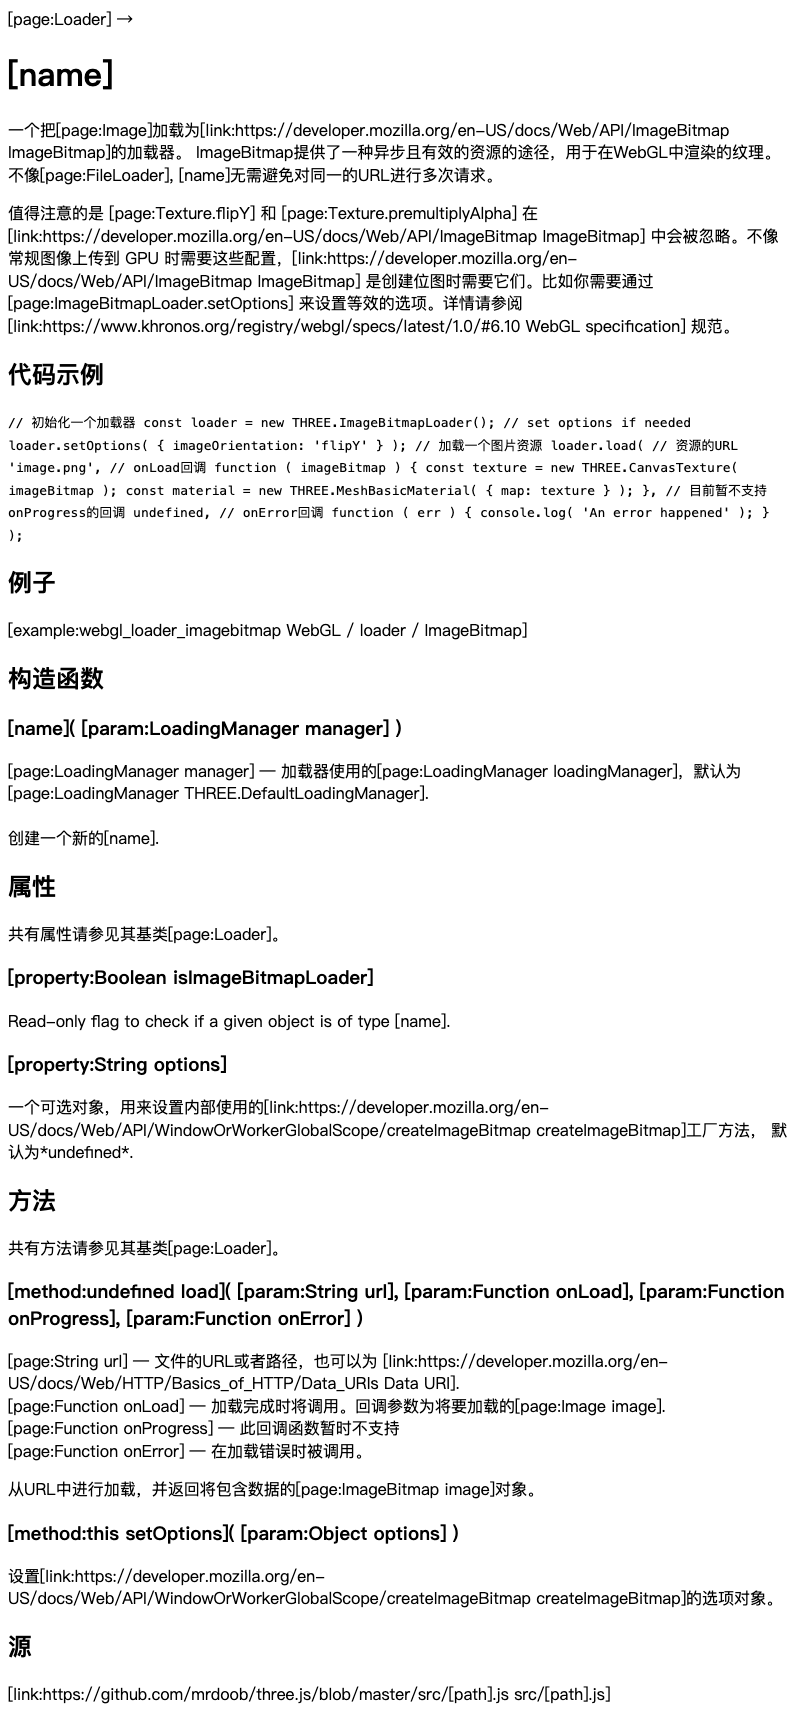 [page:Loader] →
[name]
一个把[page:Image]加载为[link:https://developer.mozilla.org/en-US/docs/Web/API/ImageBitmap
ImageBitmap]的加载器。 ImageBitmap提供了一种异步且有效的资源的途径，用于在WebGL中渲染的纹理。
不像[page:FileLoader], [name]无需避免对同一的URL进行多次请求。
值得注意的是 [page:Texture.flipY] 和 [page:Texture.premultiplyAlpha] 在
[link:https://developer.mozilla.org/en-US/docs/Web/API/ImageBitmap ImageBitmap] 中会被忽略。不像
常规图像上传到 GPU 时需要这些配置，[link:https://developer.mozilla.org/en-
US/docs/Web/API/ImageBitmap ImageBitmap] 是创建位图时需要它们。比如你需要通过
[page:ImageBitmapLoader.setOptions] 来设置等效的选项。详情请参阅
[link:https://www.khronos.org/registry/webgl/specs/latest/1.0/#6.10 WebGL specification] 规范。
代码示例
// 初始化一个加载器 const loader = new THREE.ImageBitmapLoader(); // set options if needed
loader.setOptions( { imageOrientation: 'flipY' } ); // 加载一个图片资源 loader.load( // 资源的URL
'image.png', // onLoad回调 function ( imageBitmap ) { const texture = new THREE.CanvasTexture(
imageBitmap ); const material = new THREE.MeshBasicMaterial( { map: texture } ); }, // 目前暂不支持
onProgress的回调 undefined, // onError回调 function ( err ) { console.log( 'An error happened' ); }
);
例子
[example:webgl_loader_imagebitmap WebGL / loader / ImageBitmap]
构造函数
[name]( [param:LoadingManager manager] )
[page:LoadingManager manager] — 加载器使用的[page:LoadingManager loadingManager]，默认为
[page:LoadingManager THREE.DefaultLoadingManager].
创建一个新的[name].
属性
共有属性请参见其基类[page:Loader]。
[property:Boolean isImageBitmapLoader]
Read-only flag to check if a given object is of type [name].
[property:String options]
一个可选对象，用来设置内部使用的[link:https://developer.mozilla.org/en-
US/docs/Web/API/WindowOrWorkerGlobalScope/createImageBitmap createImageBitmap]工厂方法， 默
认为*undefined*.
方法
共有方法请参见其基类[page:Loader]。
[method:undefined load]( [param:String url], [param:Function onLoad], [param:Function
onProgress], [param:Function onError] )
[page:String url] — 文件的URL或者路径，也可以为 [link:https://developer.mozilla.org/en-
US/docs/Web/HTTP/Basics_of_HTTP/Data_URIs Data URI].
[page:Function onLoad] — 加载完成时将调用。回调参数为将要加载的[page:Image image].
[page:Function onProgress] — 此回调函数暂时不支持
[page:Function onError] — 在加载错误时被调用。
从URL中进行加载，并返回将包含数据的[page:ImageBitmap image]对象。
[method:this setOptions]( [param:Object options] )
设置[link:https://developer.mozilla.org/en-
US/docs/Web/API/WindowOrWorkerGlobalScope/createImageBitmap createImageBitmap]的选项对象。
源
[link:https://github.com/mrdoob/three.js/blob/master/src/[path].js src/[path].js]